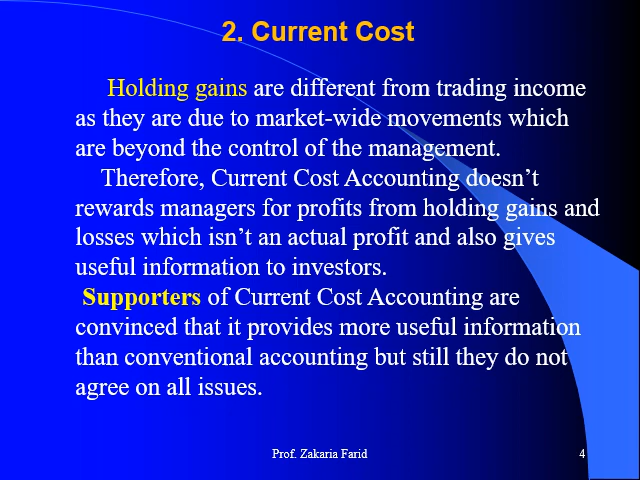 2. Current Cost
Holding gains are different from trading income
as they are due to market-wide movements which
are beyond the control of the management.
Therefore, Current Cost Accounting doesn’t
rewards managers for profits from holding gains and
losses which isn’t an actual profit and also gives
useful information to investors.
Supporters of Current Cost Accounting are
convinced that it provides more useful information
than conventional accounting but still they do not
agree on all issues.
Prof. Zakaria Farid
4